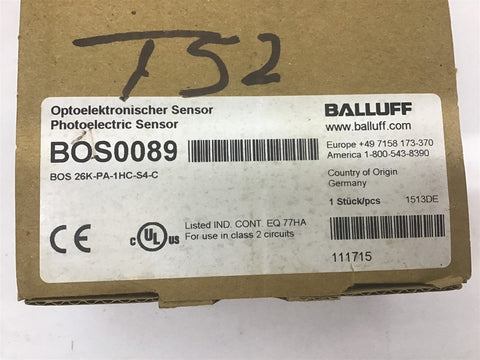 T52
Optoelektronischer Sensor
Photoelectric Sensor
BALLUFF
www.balluff.com
BOS0089
BOS 26K-PA-1HC-S4-C
Europe +49 7158 173-370
America 1-800-543-8390
Country of Origin
Germany
1 Stück/pcs 1513DE
CE
c UL us
Listed IND. CONT. EQ 77HA
For use in class 2 circuits
111715